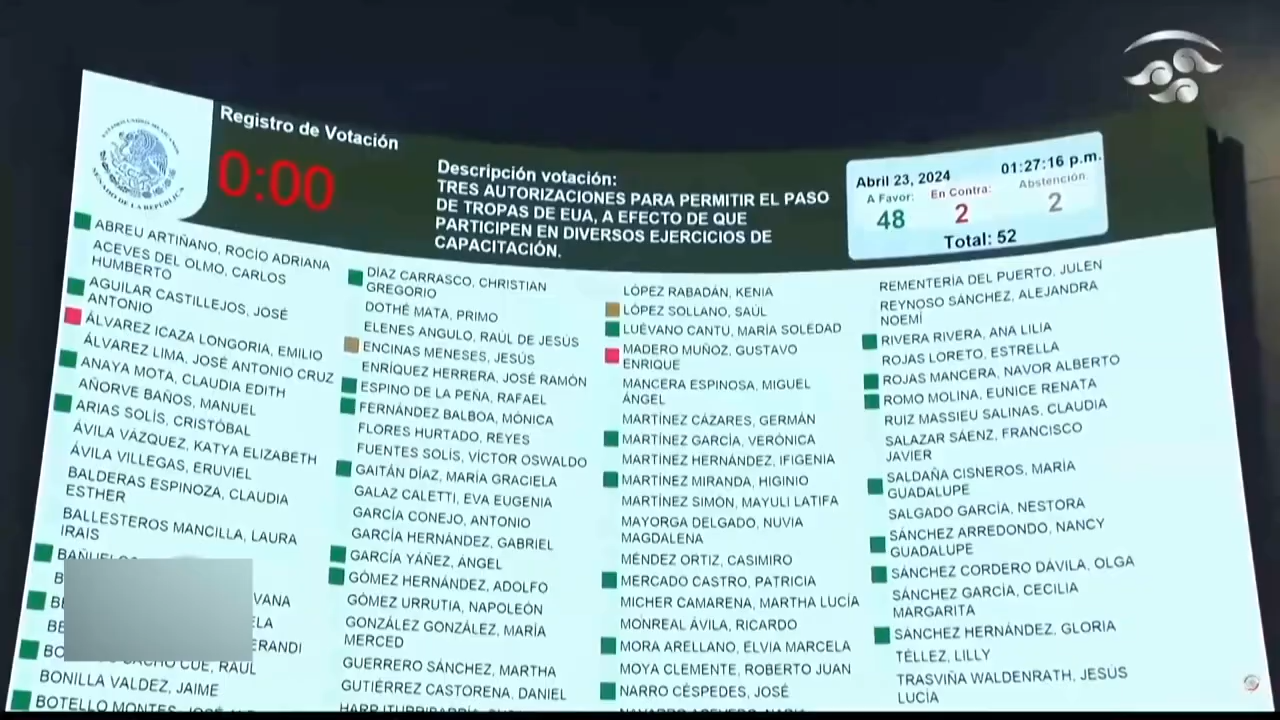 ESTADOS UNIDOS MEXICANOS
SENADO DE LA REPÚBLICA
Registro de Votación
0:00
Descripción votación:
TRES AUTORIZACIONES PARA PERMITIR EL PASO
DE TROPAS DE EUA, A EFECTO DE QUE
PARTICIPEN EN DIVERSOS EJERCICIOS DE
CAPACITACIÓN.
Abril 23, 2024 01:27:16 p.m.
A Favor: En Contra: Abstención:
48 2 2
Total: 52
ABREU ARTIÑANO, ROCÍO ADRIANA
ACEVES DEL OLMO, CARLOS
HUMBERTO
AGUILAR CASTILLEJOS, JOSÉ
ANTONIO
ÁLVAREZ ICAZA LONGORIA, EMILIO
ÁLVAREZ LIMA, JOSÉ ANTONIO CRUZ
ANAYA MOTA, CLAUDIA EDITH
AÑORVE BAÑOS, MANUEL
ARIAS SOLÍS, CRISTÓBAL
ÁVILA VÁZQUEZ, KATYA ELIZABETH
ÁVILA VILLEGAS, ERUVIEL
BALDERAS ESPINOZA, CLAUDIA
ESTHER
BALLESTEROS MANCILLA, LAURA
IRAIS
RAÚL
BONILLA VALDEZ, JAIME
BOTELLO MONTES, JOSÉ
DÍAZ CARRASCO, CHRISTIAN
GREGORIO
DOTHÉ MATA, PRIMO
ELENES ANGULO, RAÚL DE JESÚS
ENCINAS MENESES, JESÚS
ENRÍQUEZ HERRERA, JOSÉ RAMÓN
ESPINO DE LA PEÑA, RAFAEL
FERNÁNDEZ BALBOA, MÓNICA
FLORES HURTADO, REYES
FUENTES SOLÍS, VÍCTOR OSWALDO
GAITÁN DÍAZ, MARÍA GRACIELA
GALAZ CALETTI, EVA EUGENIA
GARCÍA CONEJO, ANTONIO
GARCÍA HERNÁNDEZ, GABRIEL
GARCÍA YÁÑEZ, ÁNGEL
GÓMEZ HERNÁNDEZ, ADOLFO
GÓMEZ URRUTIA, NAPOLEÓN
GONZÁLEZ GONZÁLEZ, MARÍA
MERCED
GUERRERO SÁNCHEZ, MARTHA
GUTIÉRREZ CASTORENA, DANIEL
LÓPEZ RABADÁN, KENIA
LÓPEZ SOLLANO, SAÚL
LUÉVANO CANTU, MARÍA SOLEDAD
MADERO MUÑOZ, GUSTAVO
ENRIQUE
MANCERA ESPINOSA, MIGUEL
ÁNGEL
MARTÍNEZ CÁZARES, GERMÁN
MARTÍNEZ GARCÍA, VERÓNICA
MARTÍNEZ HERNÁNDEZ, IFIGENIA
MARTÍNEZ MIRANDA, HIGINIO
MARTÍNEZ SIMÓN, MAYULI LATIFA
MAYORGA DELGADO, NUVIA
MAGDALENA
MÉNDEZ ORTIZ, CASIMIRO
MERCADO CASTRO, PATRICIA
MICHER CAMARENA, MARTHA LUCÍA
MONREAL ÁVILA, RICARDO
MORA ARELLANO, ELVIA MARCELA
MOYA CLEMENTE, ROBERTO JUAN
NARRO CÉSPEDES, JOSÉ
REMENTERÍA DEL PUERTO, JULEN
REYNOSO SÁNCHEZ, ALEJANDRA
NOEMÍ
RIVERA RIVERA, ANA LILIA
ROJAS LORETO, ESTRELLA
ROJAS MANCERA, NAVOR ALBERTO
ROMO MOLINA, EUNICE RENATA
RUIZ MASSIEU SALINAS, CLAUDIA
SALAZAR SÁENZ, FRANCISCO
JAVIER
SALDAÑA CISNEROS, MARÍA
GUADALUPE
SALGADO GARCÍA, NESTORA
SÁNCHEZ ARREDONDO, NANCY
GUADALUPE
SÁNCHEZ CORDERO DÁVILA, OLGA
SÁNCHEZ GARCÍA, CECILIA
MARGARITA
SÁNCHEZ HERNÁNDEZ, GLORIA
TÉLLEZ, LILLY
TRASVIÑA WALDENRATH, JESÚS
LUCÍA